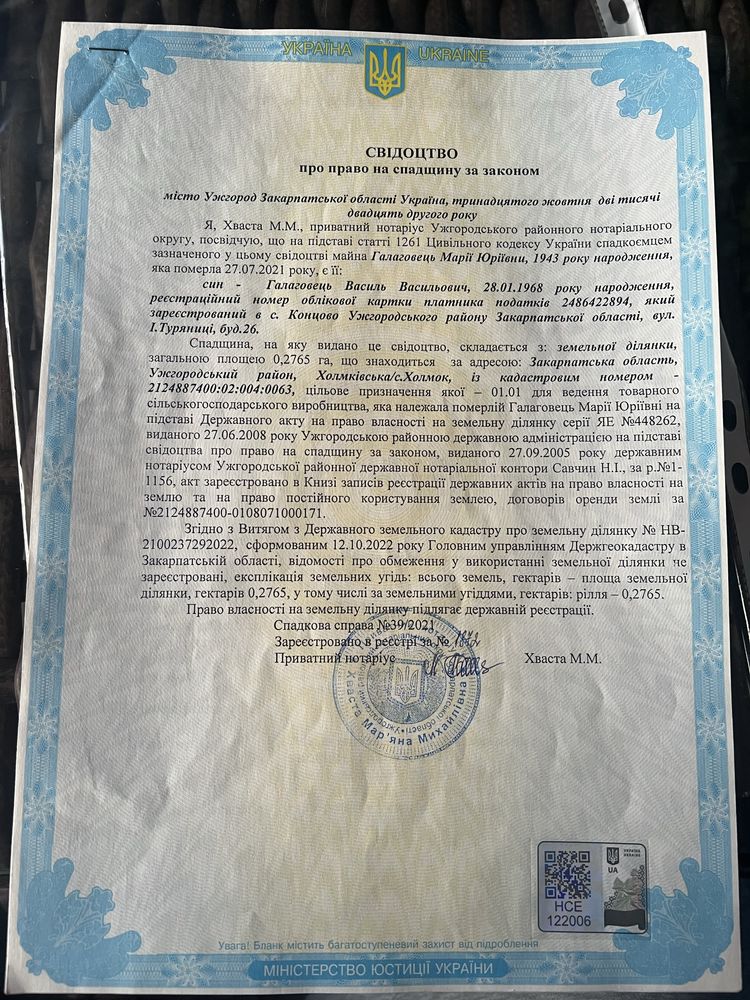 УКРАЇНА UKRAINE
СВІДОЦТВО
про право на спадщину за законом
місто Ужгород Закарпатської області Україна, тринадцятого жовтня две тисячі
двадцять другого року
Я, Хваста М.М., приватний нотаріус Ужгородського районного нотаріального
округу, посвідчую, що на підставі статті 1261 Цивільного кодексу України спадкоємцем
зазначеного у цьому свідоцтві майна Галаговець Марії Юріївни, 1943 року народження,
яка померла 27.07.2021 року, є її:
син - Галаговець Василь Васильович, 28.01.1968 року народження,
реєстраційний номер облікової картки платника податків 2486422894, який
зареєстрований в с. Концово Ужгородського району Закарпатської області, вул.
І.Туряниці, буд.26.
Спадщина, на яку видано це свідоцтво, складається з: земельної ділянки,
загальною площею 0,2765 га, що знаходиться за адресою: Закарпатська область,
Ужгородський район, Холмківська/с.Холмок, із кадастровим номером -
2124887400:02:004:0063, цільове призначення якої – 01.01 для ведення товарного
сільськогосподарського виробництва, яка належала померлій Галаговець Марії Юріївні на
підставі Державного акту на право власності на земельну ділянку серії ЯЕ №448262,
виданого 27.06.2008 року Ужгородською районною державною адміністрацією на підставі
свідоцтва про право на спадщину за законом, виданого 27.09.2005 року державним
нотаріусом Ужгородської районної державної нотаріальної контори Савчин Н.І., за р.№1-
1156, акт зареєстровано в Книзі записів реєстрації державних актів на право власності на
землю та на право постійного користування землею, договорів оренди землі за
№2124887400-0108071000171.
Згідно з Витягом з Державного земельного кадастру про земельну ділянку № НВ-
2100237292022, сформованим 12.10.2022 року Головним управлінням Держгеокадастру в
Закарпатській області, відомості про обмеження у використанні земельної ділянки не
зареєстровані, експлікація земельних угідь: всього земель, гектарів – площа земельної
ділянки, гектарів 0,2765, у тому числі за земельними угіддями, гектарів: рілля – 0,2765.
Право власності на земельну ділянку підлягає державній реєстрації.
Спадкова справа №39/2021
Зареєстровано в реєстрі за № 1872
Приватний нотаріус Хваста М.М.
Хваста Мар'яна Михайлівна
УКРАЇНА
UKRAINE
UA
НСЕ
122006
Увага! Бланк містить багатоступеневий захист від підроблення
МІНІСТЕРСТВО ЮСТИЦІЇ УКРАЇНИ